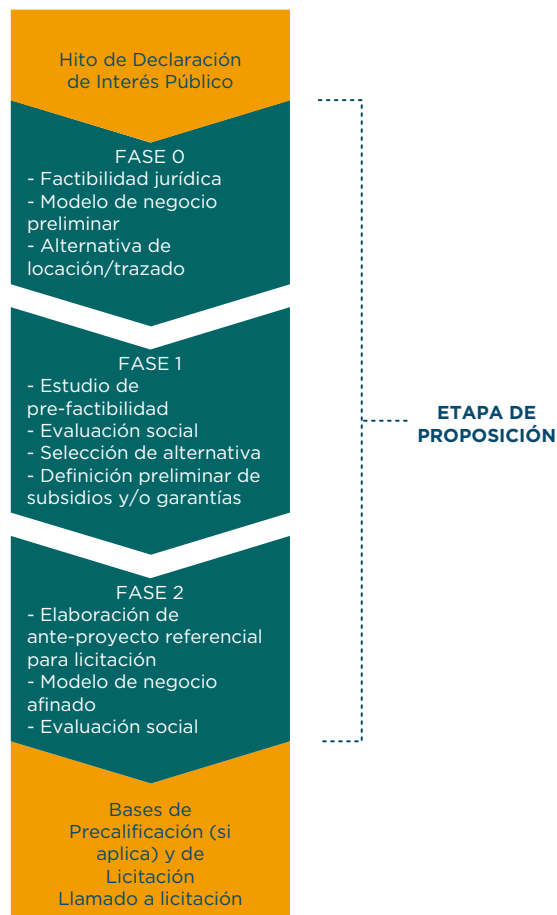 Hito de Declaración
de Interés Público
FASE 0
- Factibilidad jurídica
- Modelo de negocio
preliminar
- Alternativa de
locación/trazado
FASE 1
- Estudio de
pre-factibilidad
- Evaluación social
- Selección de alternativa
- Definición preliminar de
subsidios y/o garantías
ETAPA DE
PROPOSICIÓN
FASE 2
- Elaboración de
ante-proyecto referencial
para licitación
- Modelo de negocio
afinado
- Evaluación social
Bases de
Precalificación (si
aplica) y de
Licitación
Llamado a licitación